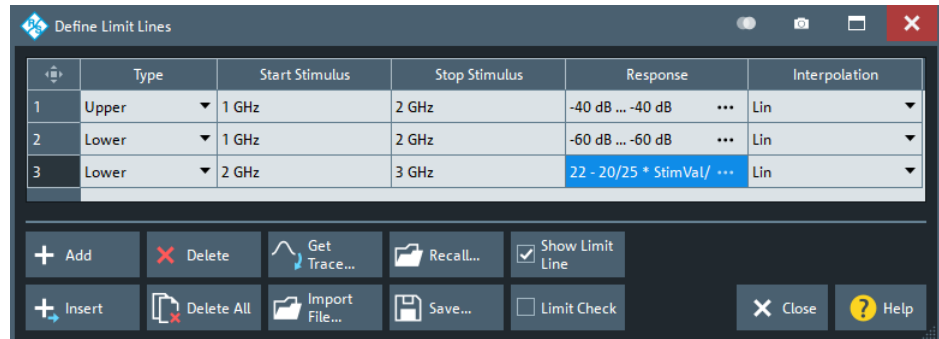 R&S Define Limit Lines
Type Start Stimulus Stop Stimulus Response Interpolation
1 Upper 1 GHz 2 GHz -40 dB ... -40 dB ... Lin
2 Lower 1 GHz 2 GHz -60 dB ... -60 dB ... Lin
3 Lower 2 GHz 3 GHz 22 - 20/25 * StimVal/ ... Lin
Add
Delete
Get
Trace...
Recall...
Show Limit
Line
Insert
Delete All
Import
File...
Save...
Limit Check
Close
? Help